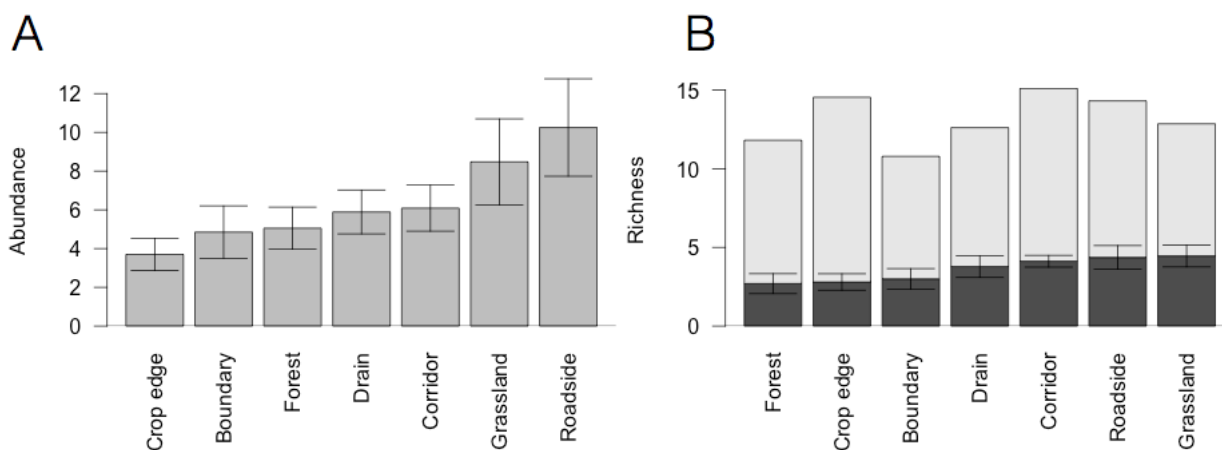 A
Abundance
12
10
8
6
4
2
0
Crop edge
Boundary
Forest
Drain
Corridor
Grassland
Roadside
B
Richness
15
10
5
0
Forest
Crop edge
Boundary
Drain
Corridor
Roadside
Grassland